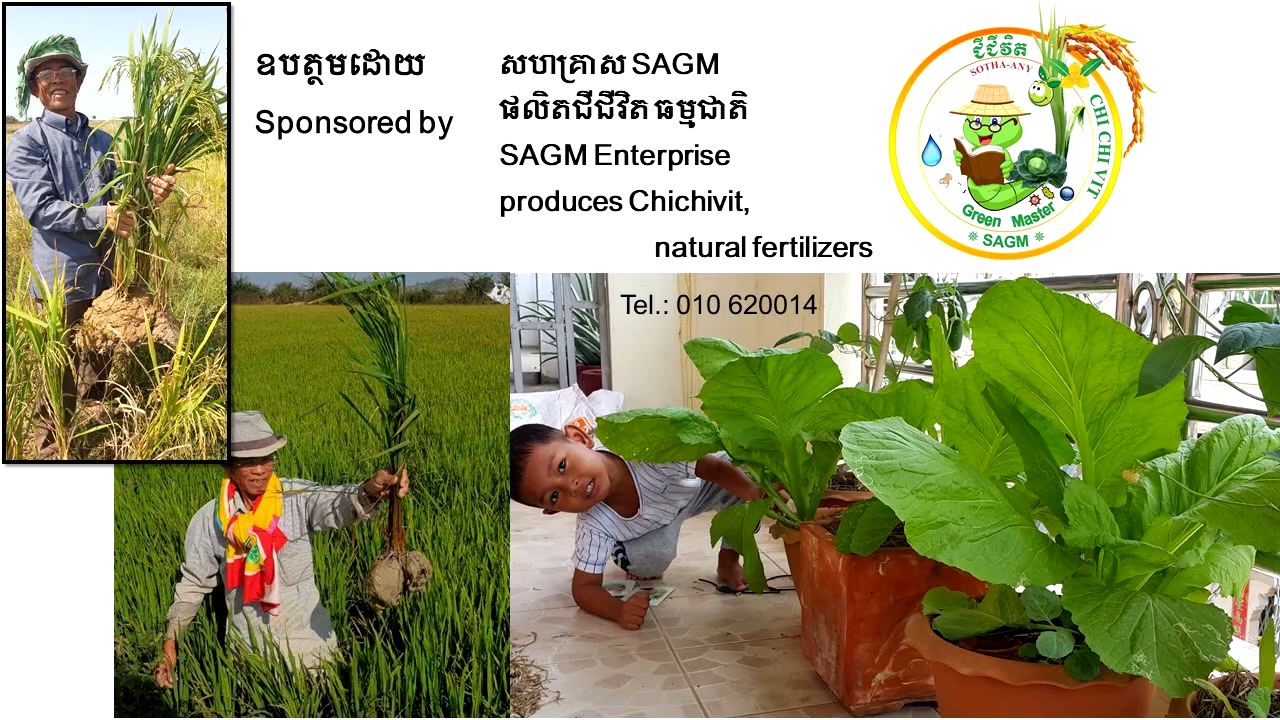 ឧបត្ថមដោយ
Sponsored by
សហគ្រាស SAGM
ផលិតជីជីវិត ធម្មជាតិ
SAGM Enterprise
produces Chichivit,
natural fertilizers
ជីជីវិត
SOTHA-ANY
CHI CHI VIT
Green Master
SAGM
Tel.: 010 620014